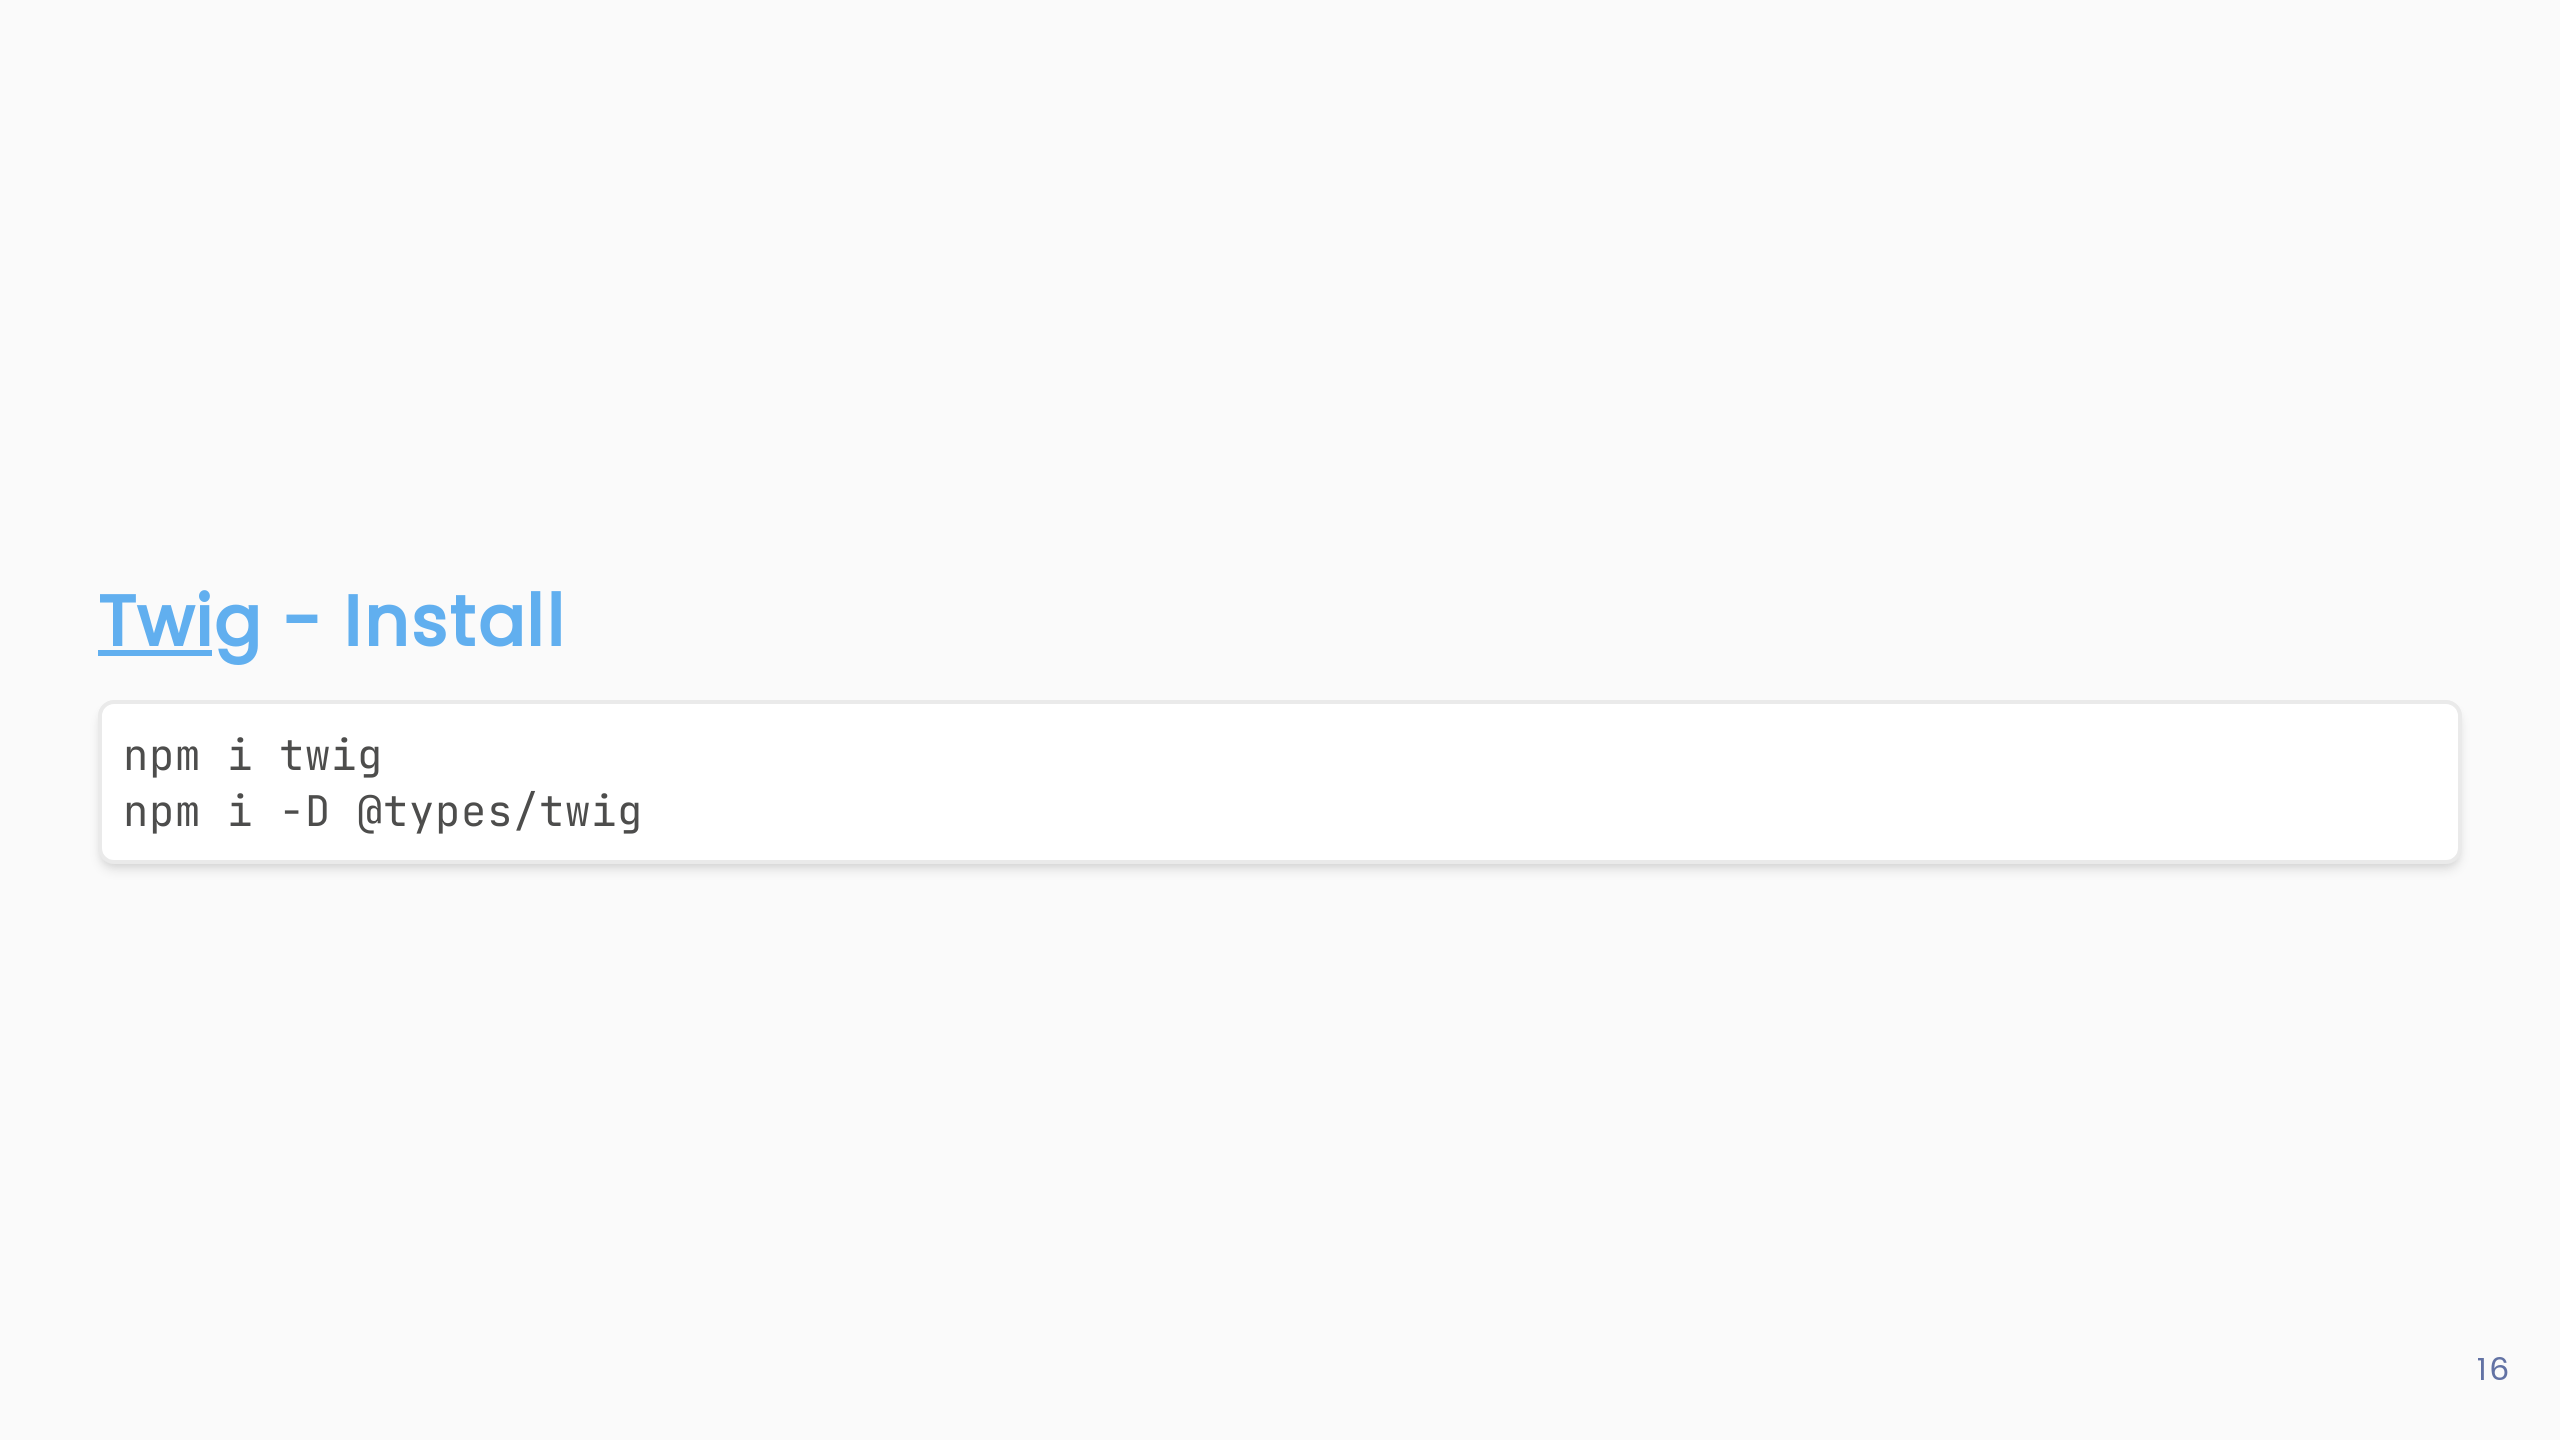 Twig - Install
npm i twig
npm i -D @types/twig
16